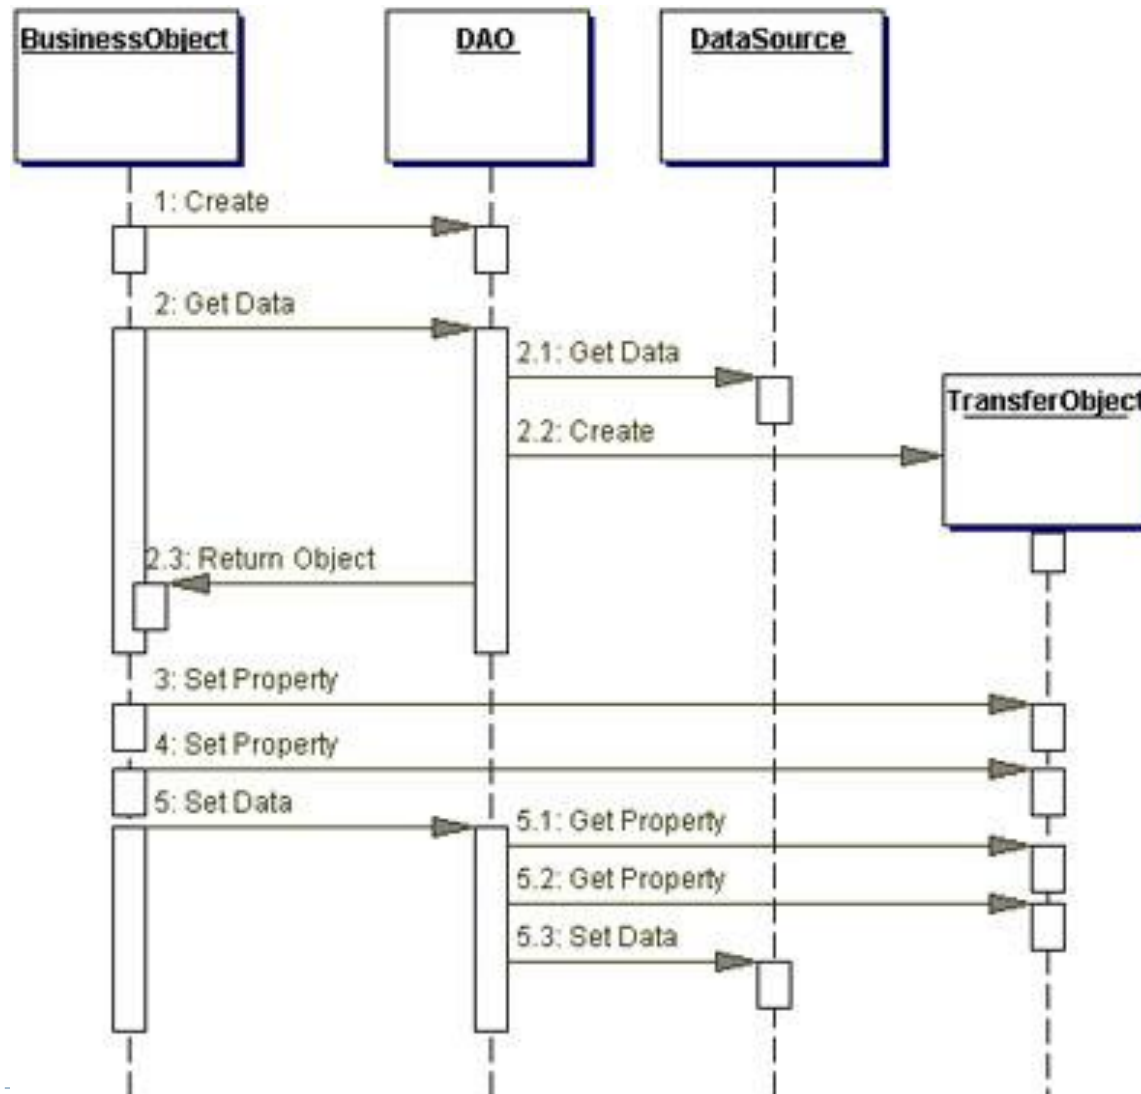 BusinessObject
DAO
DataSource
1: Create
2: Get Data
2.1: Get Data
TransferObject
2.2: Create
2.3: Return Object
3: Set Property
4: Set Property
5: Set Data
5.1: Get Property
5.2: Get Property
5.3: Set Data